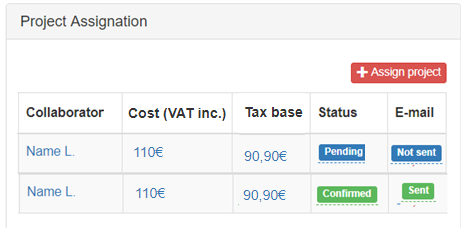 Project Assignation
+ Assign project
Collaborator Cost (VAT inc.) Tax base Status E-mail
Name L. 110€ 90,90€ Pending Not sent
Name L. 110€ 90,90€ Confirmed Sent